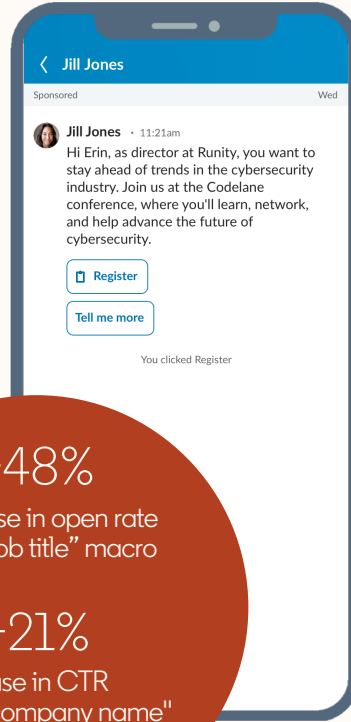 Jill Jones
Sponsored Wed
Jill Jones · 11:21am
Hi Erin, as director at Runity, you want to
stay ahead of trends in the cybersecurity
industry. Join us at the Codelane
conference, where you'll learn, network,
and help advance the future of
cybersecurity.
Register
Tell me more
You clicked Register
48%
se in open rate
ob title” macro
21%
ase in CTR
ompany name"